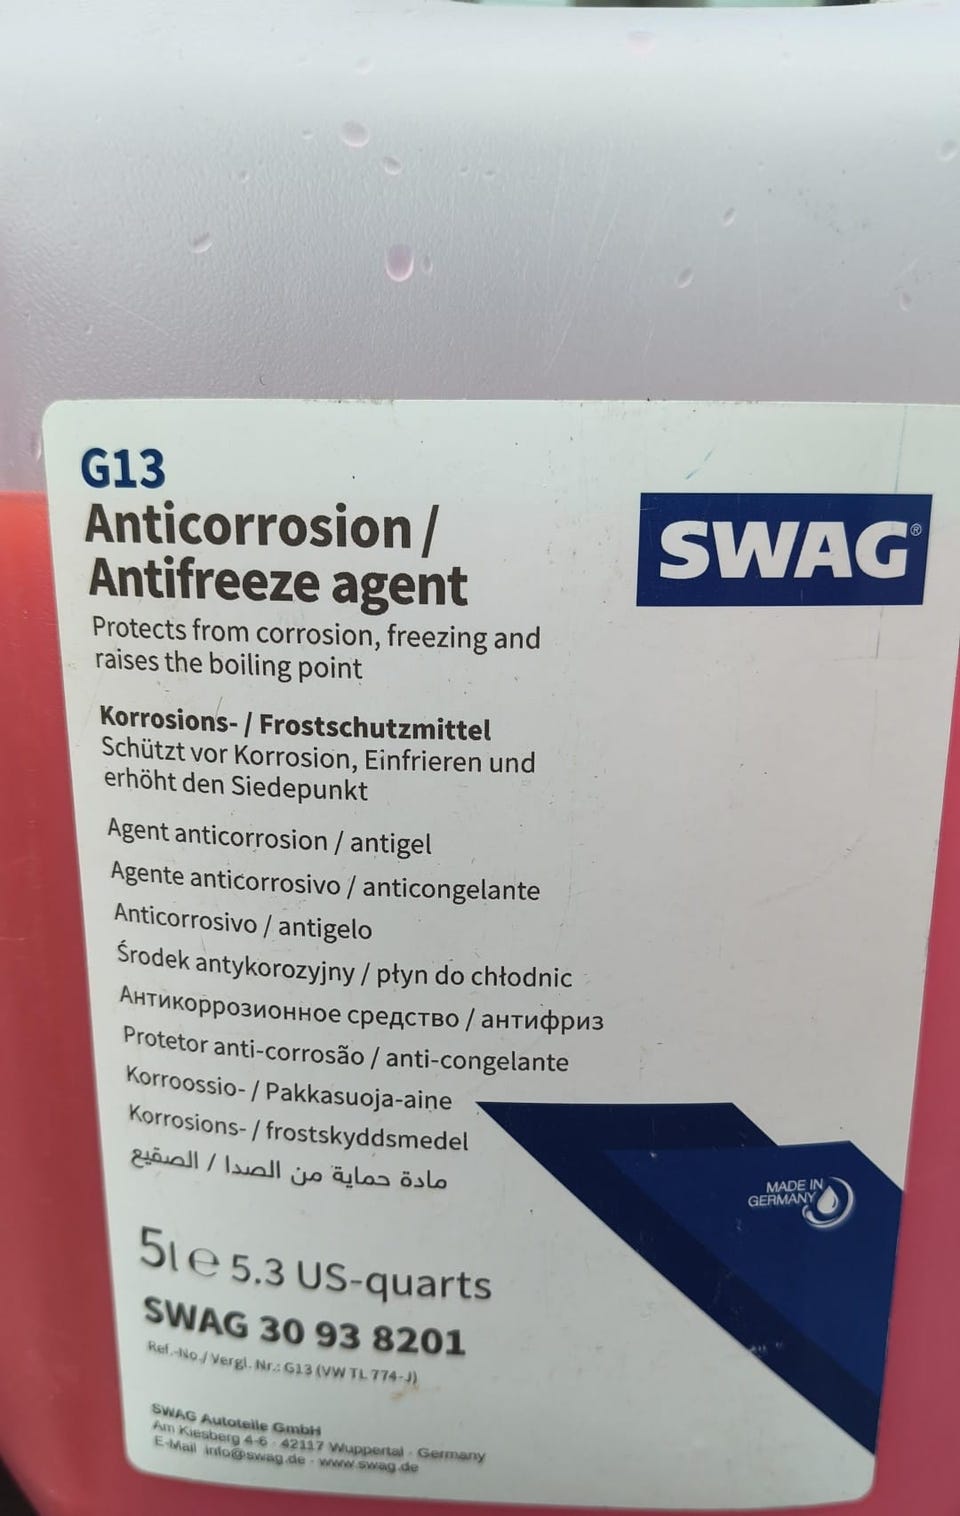 G13
Anticorrosion /
Antifreeze agent
SWAG®
Protects from corrosion, freezing and
raises the boiling point
Korrosions- / Frostschutzmittel
Schützt vor Korrosion, Einfrieren und
erhöht den Siedepunkt
Agent anticorrosion / antigel
Agente anticorrosivo / anticongelante
Anticorrosivo / antigelo
Środek antykorozyjny / płyn do chłodnic
Антикоррозионное средство / антифриз
Protetor anti-corrosão / anti-congelante
Korroossio- / Pakkasuoja-aine
Korrosions- / frostskyddsmedel
مادة حماية من الصدا / الصقيع
MADE IN
GERMANY
5l ℮ 5.3 US-quarts
SWAG 30 93 8201
Ref.-No./Vergl. Nr.: G13 (VW TL 774-J)
SWAG Autoteile GmbH
Am Kiesberg 4-6 · 42117 Wuppertal · Germany
E-Mail info@swag.de · www.swag.de